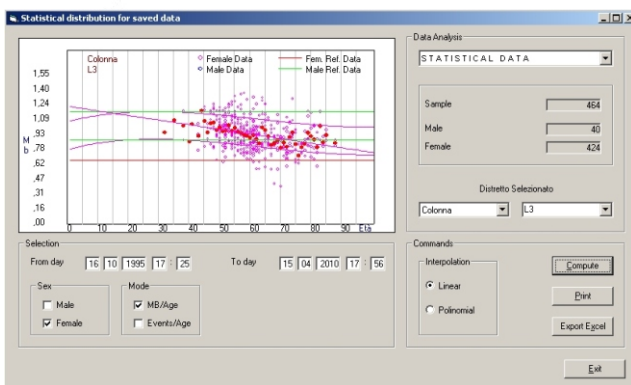 Statistical distribution for saved data
Colonna
L3
Female Data
Male Data
Fem. Ref. Data
Male Ref. Data
1,55
1,40
1,24
1,09
,93
,78
,62
,47
,31
,16
,00
M
b
0 10 20 30 40 50 60 70 80 90 Età
Data Analysis
STATISTICAL DATA
Sample 464
Male 40
Female 424
Distretto Selezionato
Colonna L3
Selection
From day 16 10 1995 17 : 25 To day 15 04 2010 17 : 56
Sex
Male
Female
Mode
MB/Age
Events/Age
Commands
Interpolation
Linear
Polinomial
Compute
Print
Export Excel
Exit